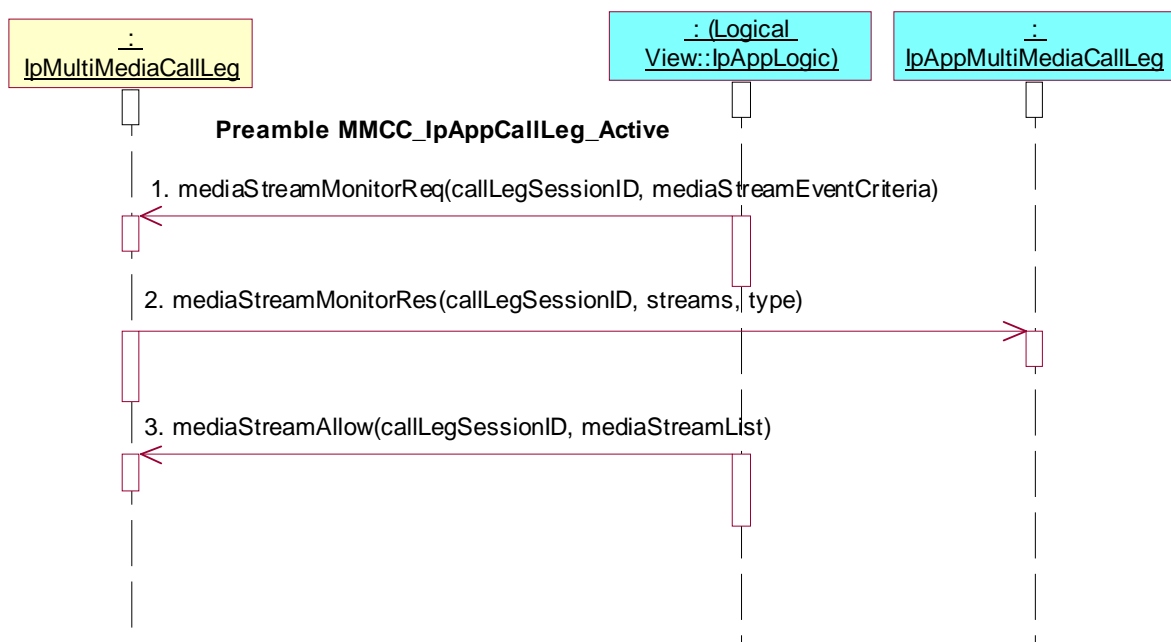 :
IpMultiMediaCallLeg
: (Logical
View::IpAppLogic)
:
IpAppMultiMediaCallLeg
Preamble MMCC_IpAppCallLeg_Active
1. mediaStreamMonitorReq(callLegSessionID, mediaStreamEventCriteria)
2. mediaStreamMonitorRes(callLegSessionID, streams, type)
3. mediaStreamAllow(callLegSessionID, mediaStreamList)